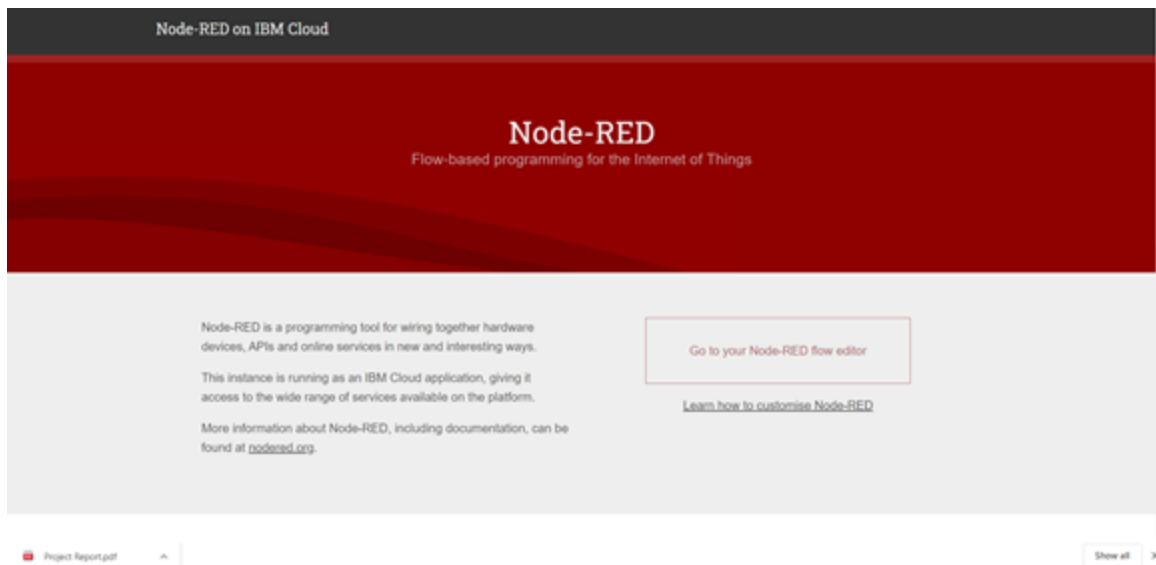 Node-RED on IBM Cloud
Node-RED
Flow-based programming for the Internet of Things
Node-RED is a programming tool for wiring together hardware
devices, APIs and online services in new and interesting ways.
This instance is running as an IBM Cloud application, giving it
access to the wide range of services available on the platform.
More information about Node-RED, including documentation, can be
found at nodered.org.
Go to your Node-RED flow editor
Learn how to customise Node-RED
Project Report.pdf
Show all